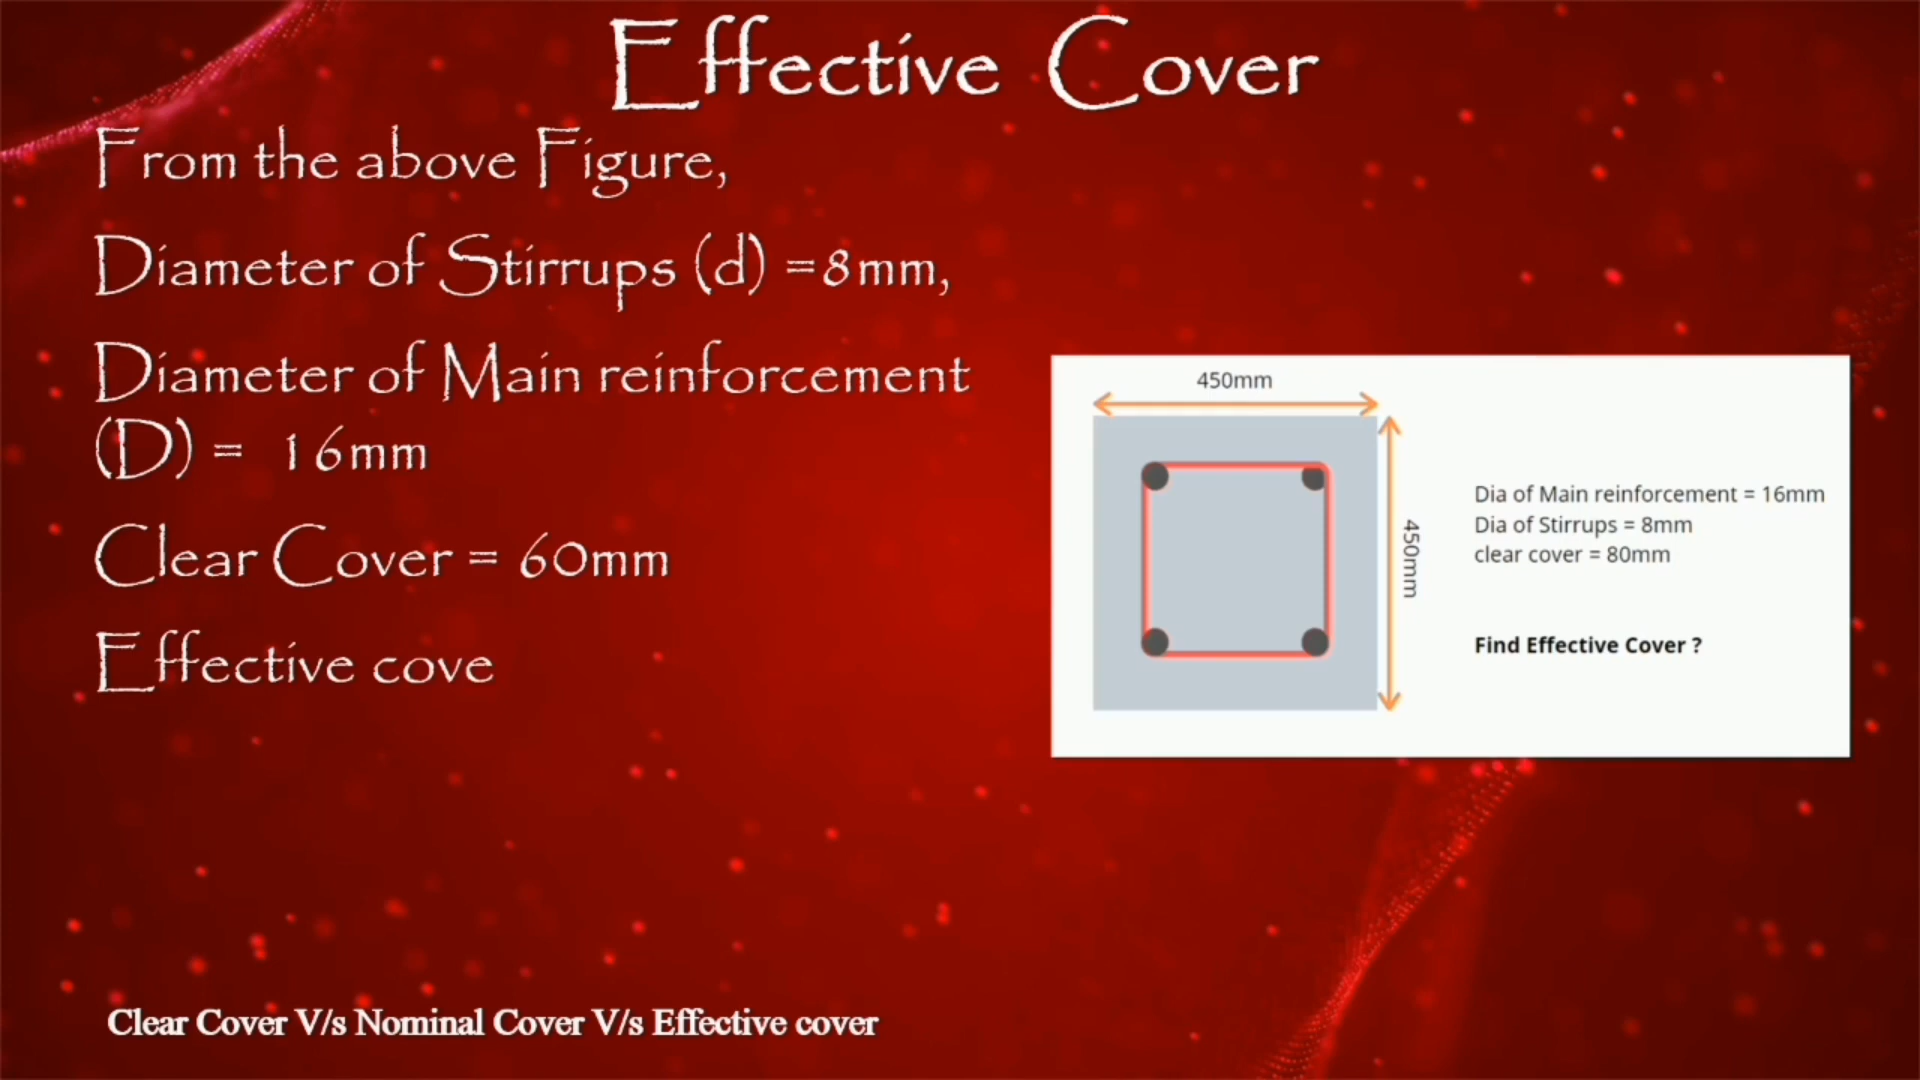 Effective Cover
From the above Figure,
Diameter of Stirrups (d) =8mm,
Diameter of Main reinforcement
(D) = 16mm
Clear Cover = 60mm
Effective cove
450mm
450mm
Dia of Main reinforcement = 16mm
Dia of Stirrups = 8mm
clear cover = 80mm
Find Effective Cover ?
Clear Cover V/s Nominal Cover V/s Effective cover